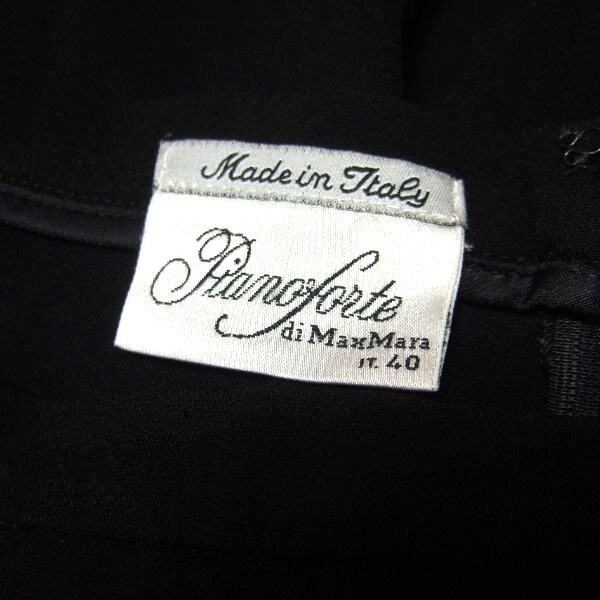 Made in Italy
Pianoforte
di MaxMara
IT. 40